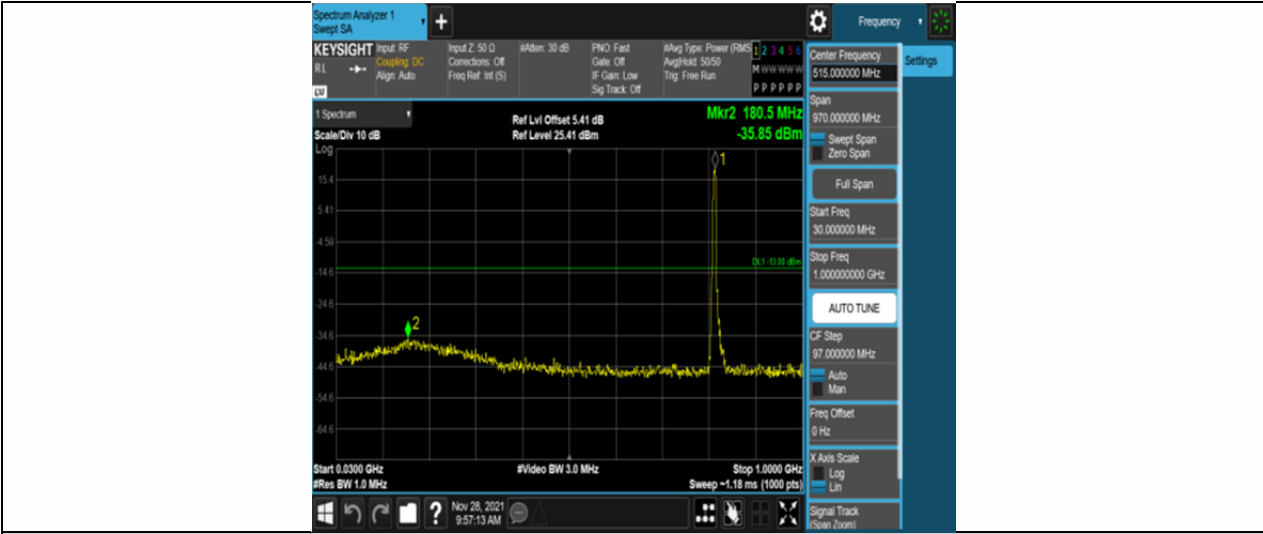 Spectrum Analyzer 1
Swept SA
+
Frequency
KEYSIGHT
RL
LV
Input: RF
Coupling: DC
Align: Auto
Input Z: 50 Ω
Corrections: Off
Freq Ref: Int (S)
#Atten: 30 dB
PNO: Fast
Gate: Off
IF Gain: Low
Sig Track: Off
#Avg Type: Power (RMS
Avg|Hold: 50/50
Trig: Free Run
1 2 3 4 5 6
M W W W W W
P P P P P P
1 Spectrum
Scale/Div 10 dB
Ref Lvl Offset 5.41 dB
Ref Level 25.41 dBm
Mkr2 180.5 MHz
-35.85 dBm
Log
15.4
5.41
-4.59
-14.6
-24.6
-34.6
-44.6
-54.6
-64.6
1
2
DL1 -13.00 dBm
Start 0.0300 GHz
#Res BW 1.0 MHz
#Video BW 3.0 MHz
Stop 1.0000 GHz
Sweep ~1.18 ms (1000 pts)
Center Frequency
515.000000 MHz
Settings
Span
970.000000 MHz
Swept Span
Zero Span
Full Span
Start Freq
30.000000 MHz
Stop Freq
1.000000000 GHz
AUTO TUNE
CF Step
97.000000 MHz
Auto
Man
Freq Offset
0 Hz
X Axis Scale
Log
Lin
Signal Track
(Span Zoom)
?
Nov 28, 2021
9:57:13 AM